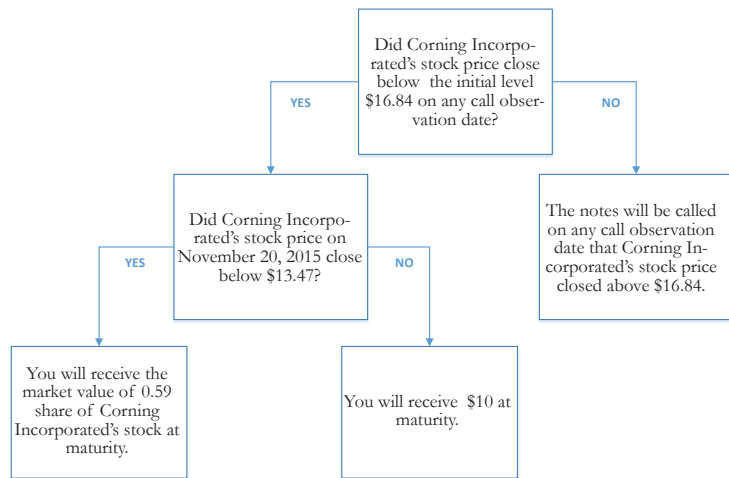 Did Corning Incorpo-
rated's stock price close
below the initial level
$16.84 on any call obser-
vation date?
YES
NO
Did Corning Incorpo-
rated's stock price on
November 20, 2015 close
below $13.47?
The notes will be called
on any call observation
date that Corning In-
corporated's stock price
closed above $16.84.
YES
NO
You will receive the
market value of 0.59
share of Corning
Incorporated's stock at
maturity.
You will receive $10 at
maturity.